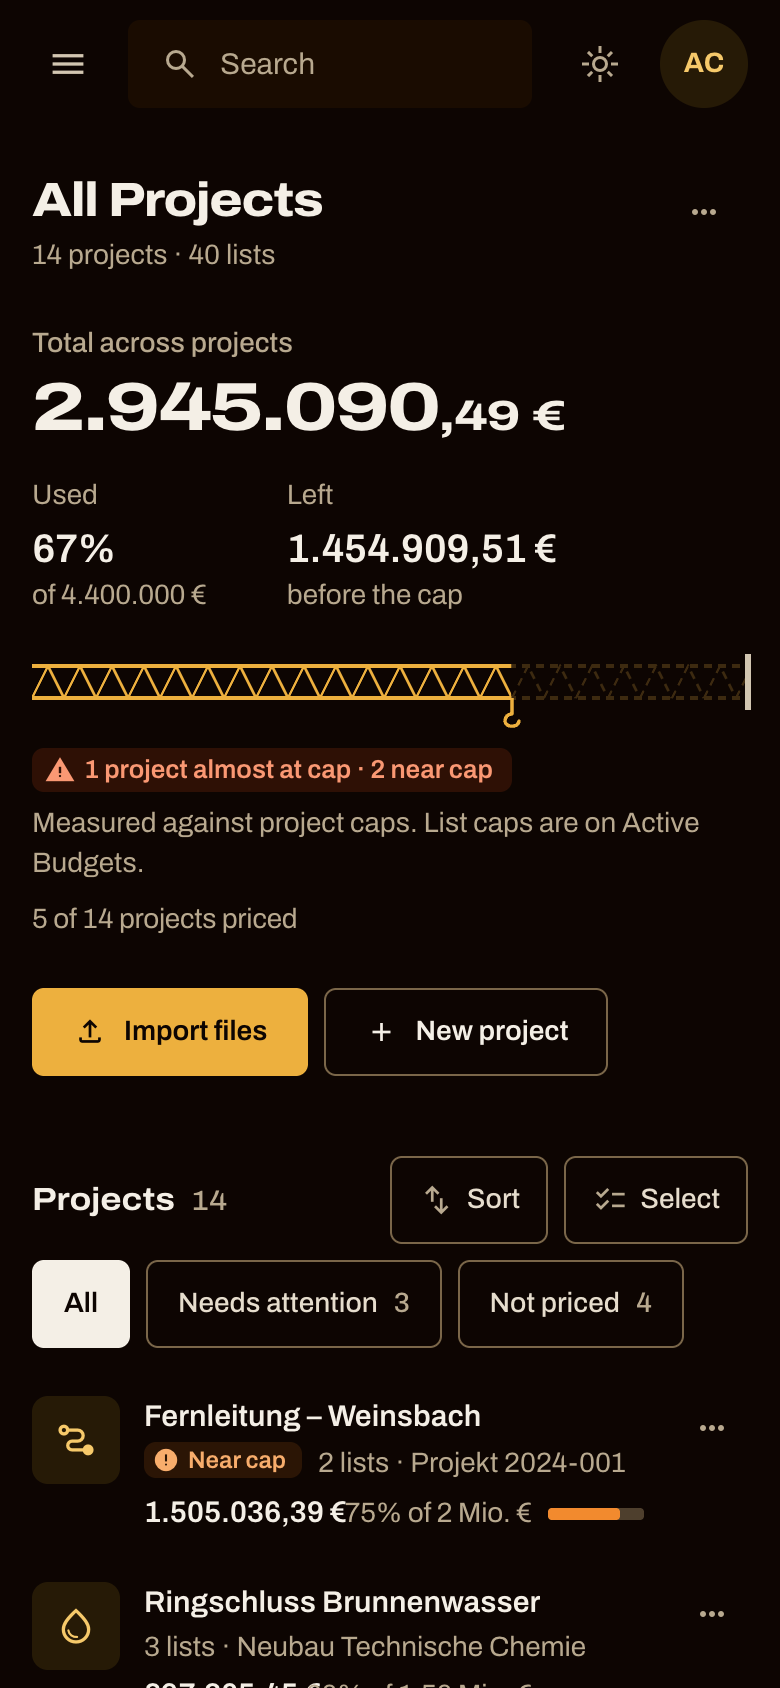 Search
AC
All Projects
14 projects · 40 lists
Total across projects
2.945.090,49 €
Used
Left
67%
1.454.909,51 €
of 4.400.000 €
before the cap
1 project almost at cap · 2 near cap
Measured against project caps. List caps are on Active
Budgets.
5 of 14 projects priced
Import files
New project
Projects 14
Sort
Select
All
Needs attention 3
Not priced 4
Fernleitung – Weinsbach
Near cap
2 lists · Projekt 2024-001
1.505.036,39 €75% of 2 Mio. €
Ringschluss Brunnenwasser
3 lists · Neubau Technische Chemie